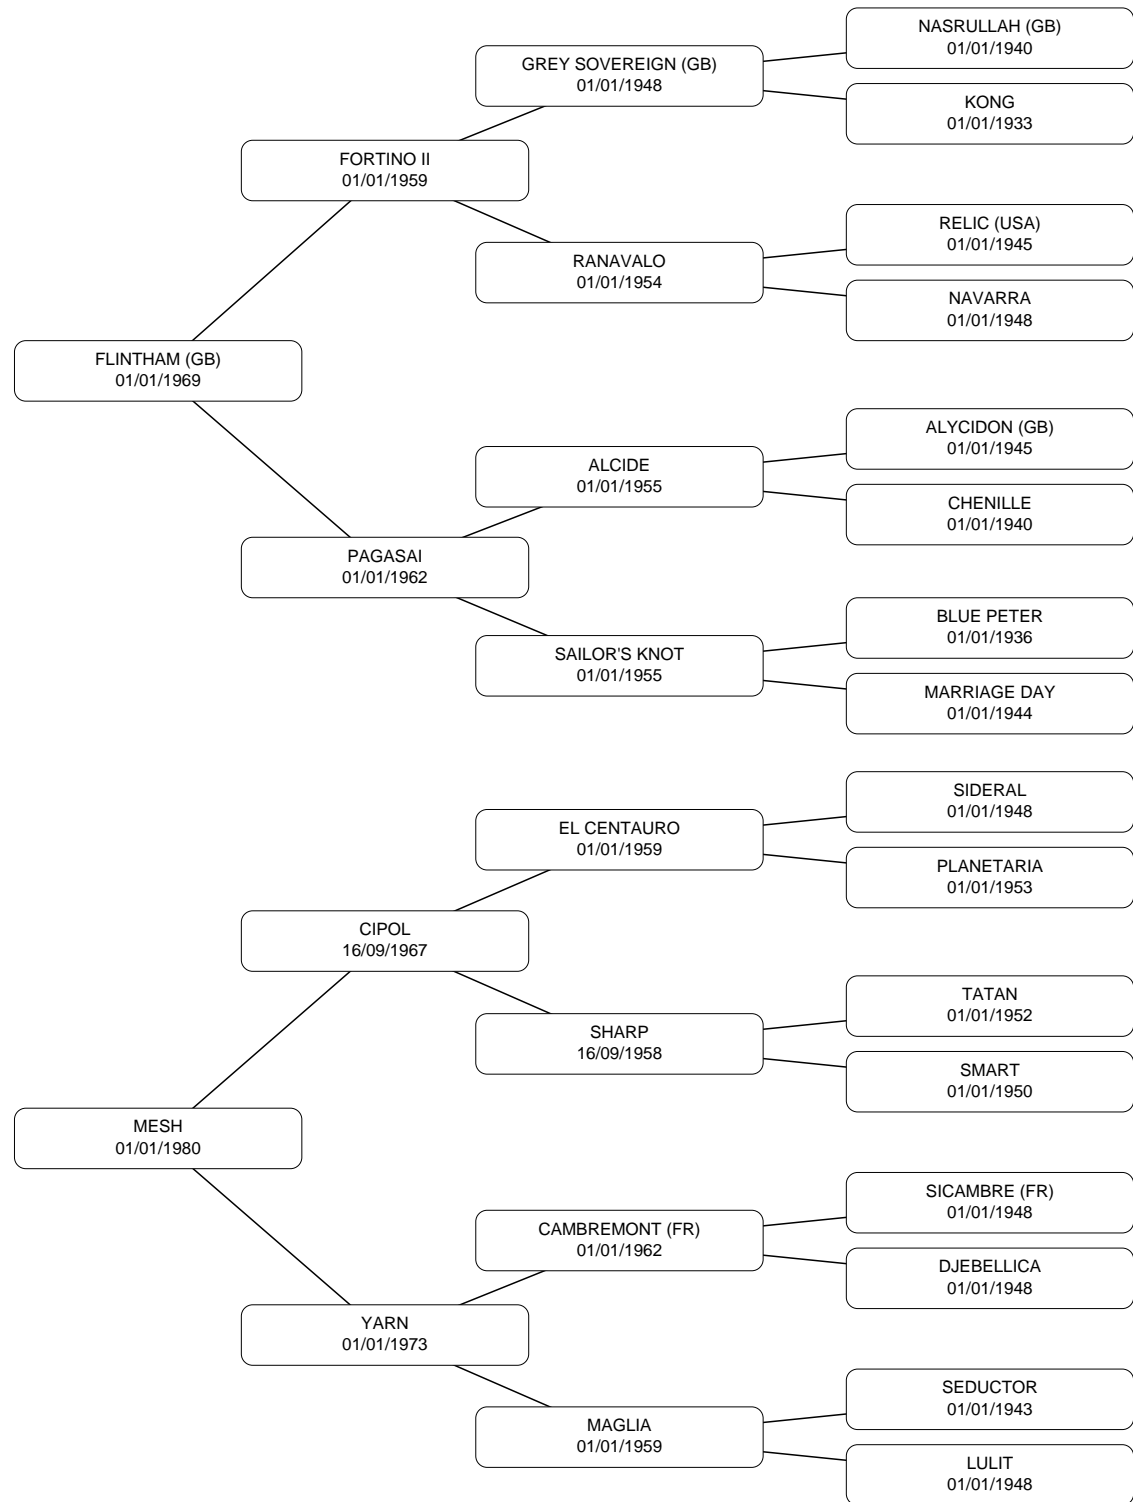 NASRULLAH (GB)
01/01/1940
GREY SOVEREIGN (GB)
01/01/1948
KONG
01/01/1933
FORTINO II
01/01/1959
RELIC (USA)
01/01/1945
RANAVALO
01/01/1954
NAVARRA
01/01/1948
FLINTHAM (GB)
01/01/1969
ALYCIDON (GB)
01/01/1945
ALCIDE
01/01/1955
CHENILLE
01/01/1940
PAGASAI
01/01/1962
BLUE PETER
01/01/1936
SAILOR'S KNOT
01/01/1955
MARRIAGE DAY
01/01/1944
SIDERAL
01/01/1948
EL CENTAURO
01/01/1959
PLANETARIA
01/01/1953
CIPOL
16/09/1967
TATAN
01/01/1952
SHARP
16/09/1958
SMART
01/01/1950
MESH
01/01/1980
SICAMBRE (FR)
01/01/1948
CAMBREMONT (FR)
01/01/1962
DJEBELLICA
01/01/1948
YARN
01/01/1973
SEDUCTOR
01/01/1943
MAGLIA
01/01/1959
LULIT
01/01/1948